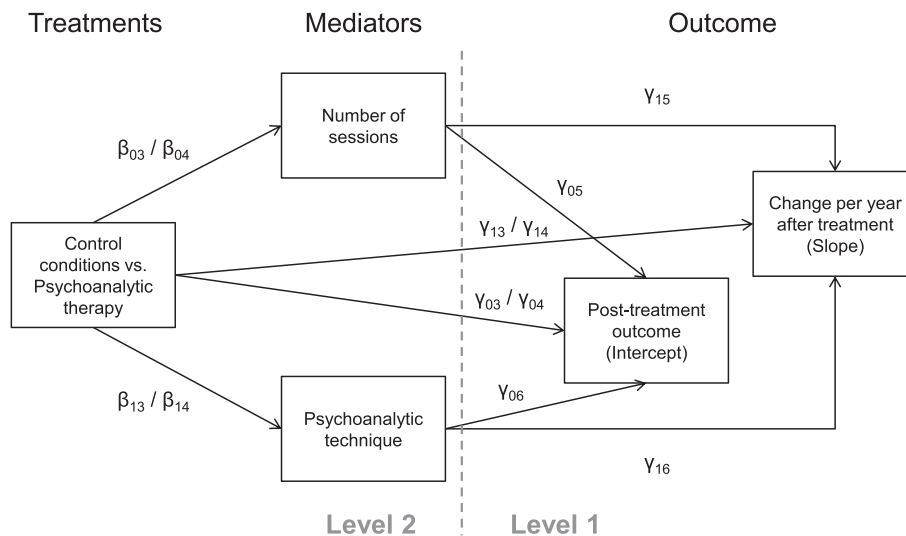 Treatments
Mediators
Outcome
Number of
sessions
γ₁₅
β₀₃ / β₀₄
γ₀₅
Change per year
after treatment
(Slope)
γ₁₃ / γ₁₄
Control
conditions vs.
Psychoanalytic
therapy
γ₀₃ / γ₀₄
Post-treatment
outcome
(Intercept)
β₁₃ / β₁₄
γ₀₆
Psychoanalytic
technique
γ₁₆
Level 2
Level 1